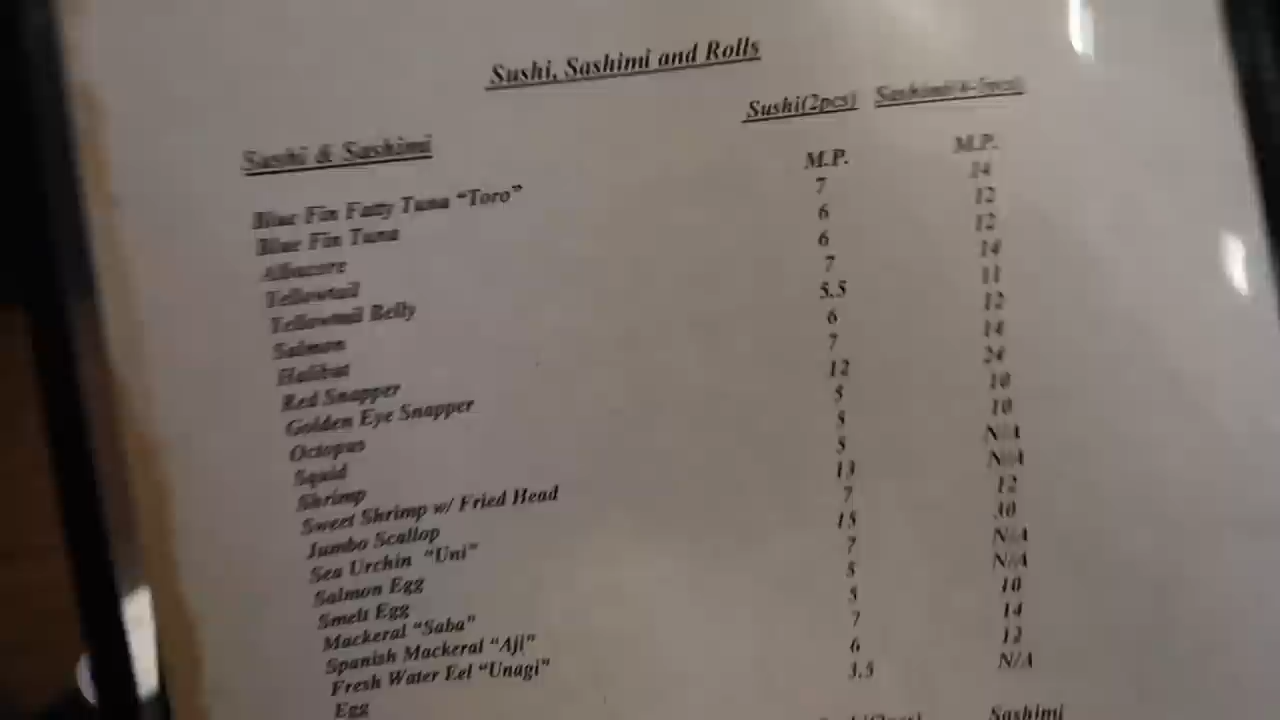 Sushi, Sashimi and Rolls
Sushi & Sashimi Sushi(2pcs) Sashimi
Blue Fin Fatty Tuna “Toro” M.P. M.P.
Blue Fin Tuna 7 14
Albacore 6 12
Yellowtail 6 12
Yellowtail Belly 7 14
Salmon 5.5 11
Halibut 6 12
Red Snapper 7 14
Golden Eye Snapper 12 24
Octopus 5 10
Squid 5 10
Shrimp 5 N/A
Sweet Shrimp w/ Fried Head 13 N/A
Jumbo Scallop 7 12
Sea Urchin “Uni” 15 30
Salmon Egg 7 N/A
Smelt Egg 5 N/A
Mackeral “Saba” 5 10
Spanish Mackeral “Aji” 7 14
Fresh Water Eel “Unagi” 6 12
Egg 3.5 N/A
Sashimi